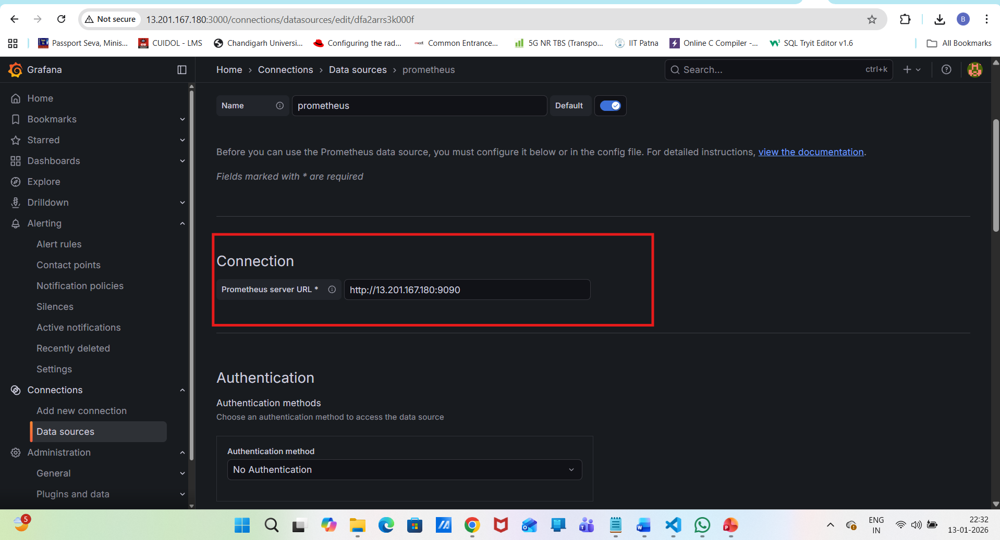 Not secure 13.201.167.180:3000/connections/datasources/edit/dfa2arrs3k000f B
Passport Seva, Minis... CUIDOL - LMS Chandigarh Universi... Configuring the rad... Common Entrance... 5G NR TBS (Transpo... IIT Patna Online C Compiler -... SQL Tryit Editor v1.6 All Bookmarks
Grafana
Home > Connections > Data sources > prometheus
Search... ctrl+k
Home
Bookmarks
Starred
Dashboards
Explore
Drilldown
Alerting
Alert rules
Contact points
Notification policies
Silences
Active notifications
Recently deleted
Settings
Connections
Add new connection
Data sources
Administration
General
Plugins and data
Name prometheus Default
Before you can use the Prometheus data source, you must configure it below or in the config file. For detailed instructions, view the documentation.
Fields marked with * are required
Connection
Prometheus server URL * http://13.201.167.180:9090
Authentication
Authentication methods
Choose an authentication method to access the data source
Authentication method
No Authentication
5
ENG
IN
22:32
13-01-2026